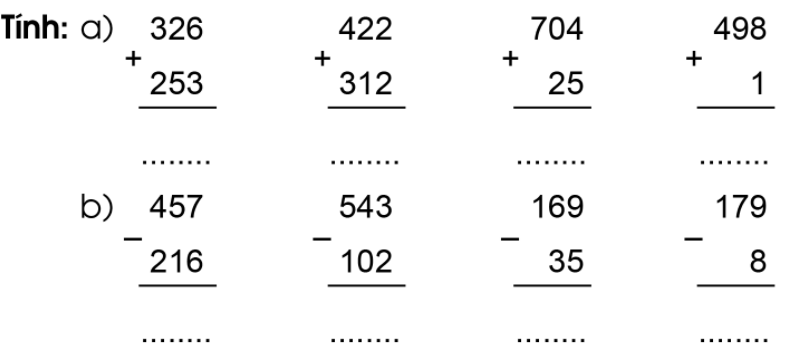 Tính: a) 326 422 704 498
+ + + +
253 312 25 1
........ ........ ........ ........
b) 457 543 169 179
– – – –
216 102 35 8
........ ........ ........ ........